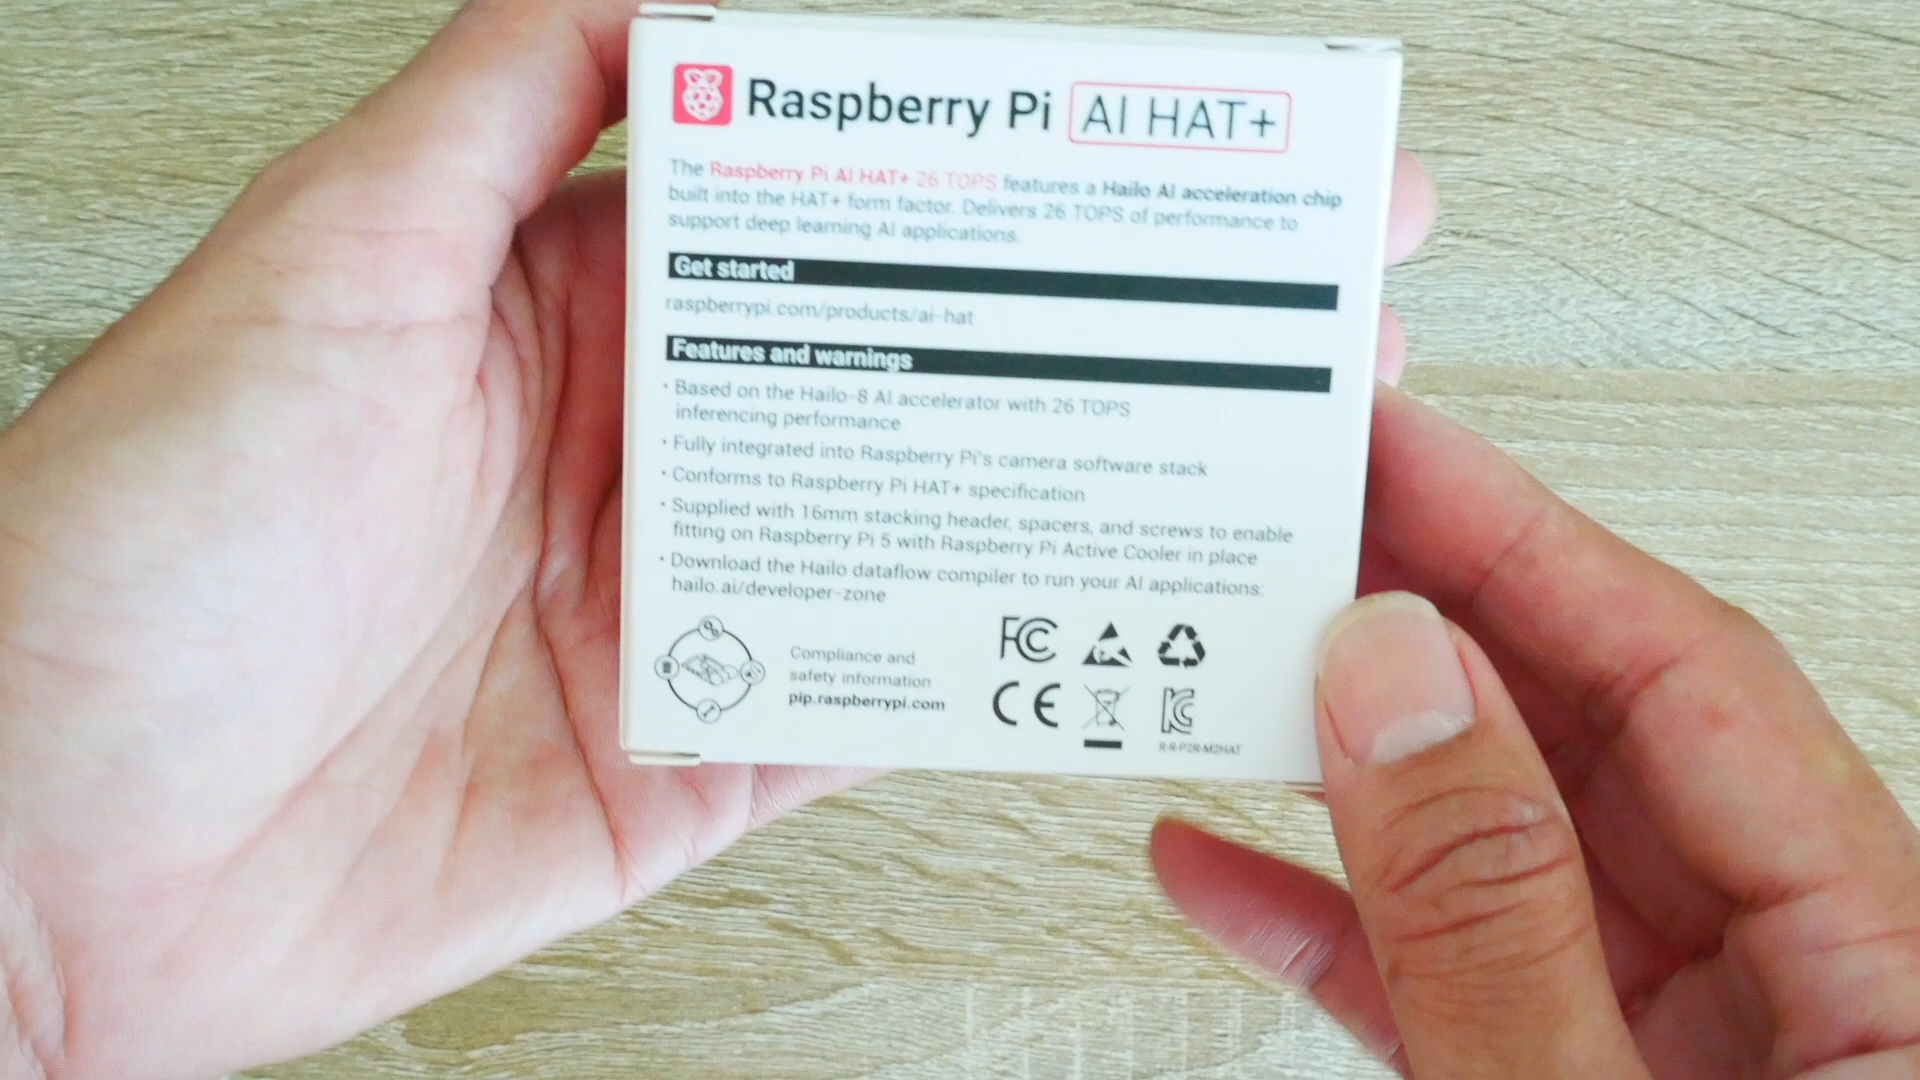 Raspberry Pi AI HAT+
The Raspberry Pi AI HAT+ 26 TOPS features a Hailo AI acceleration chip
built into the HAT+ form factor. Delivers 26 TOPS of performance to
support deep learning AI applications.
Get started
raspberrypi.com/products/ai-hat
Features and warnings
• Based on the Hailo-8 AI accelerator with 26 TOPS
inferencing performance
• Fully integrated into Raspberry Pi's camera software stack
• Conforms to Raspberry Pi HAT+ specification
• Supplied with 16mm stacking header, spacers, and screws to enable
fitting on Raspberry Pi 5 with Raspberry Pi Active Cooler in place
• Download the Hailo dataflow compiler to run your AI applications:
hailo.ai/developer-zone
Compliance and
safety information
pip.raspberrypi.com
FC
CE
KC
R-R-P2R-M2HAT